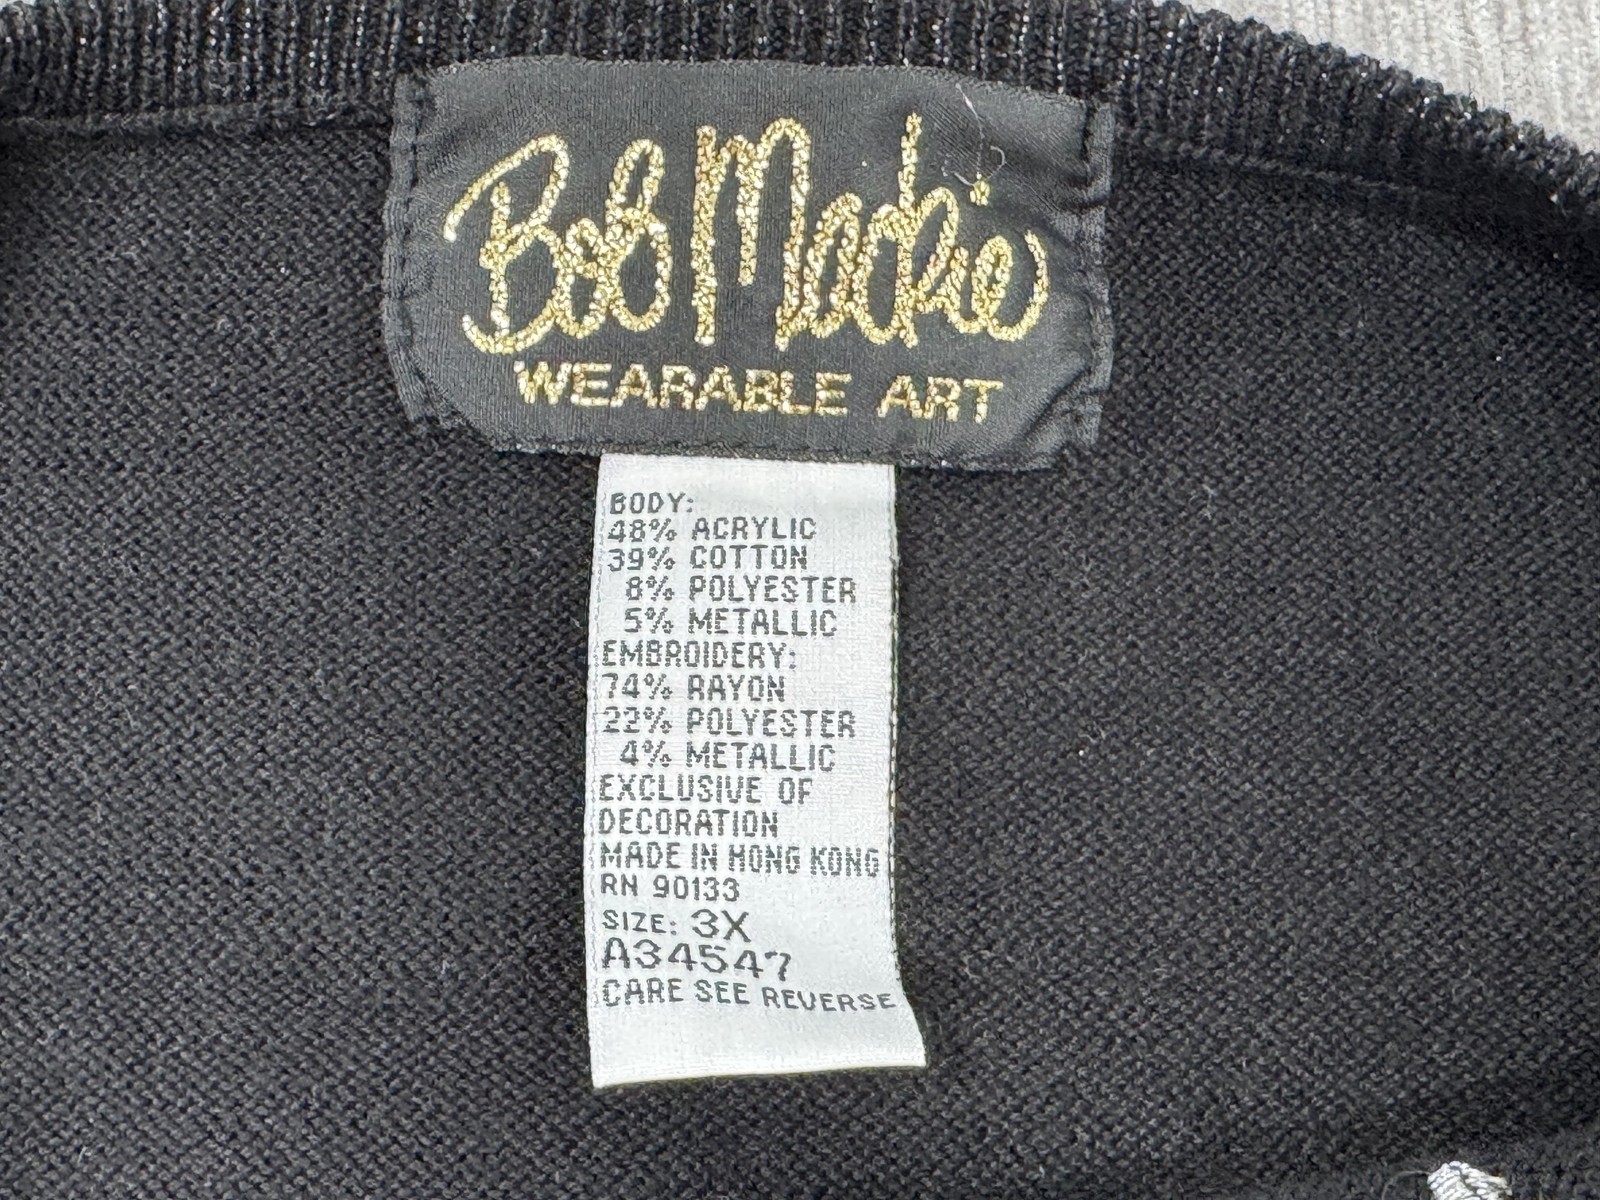 Bob Mackie
WEARABLE ART
BODY:
48% ACRYLIC
39% COTTON
8% POLYESTER
5% METALLIC
EMBROIDERY:
74% RAYON
22% POLYESTER
4% METALLIC
EXCLUSIVE OF
DECORATION
MADE IN HONG KONG
RN 90133
SIZE: 3X
A34547
CARE SEE REVERSE